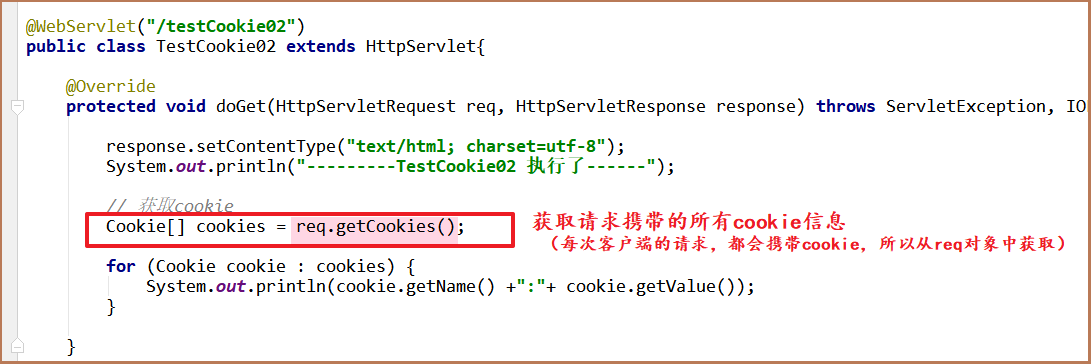 @WebServlet("/testCookie02")
public class TestCookie02 extends HttpServlet{
@Override
protected void doGet(HttpServletRequest req, HttpServletResponse response) throws ServletException, IO
response.setContentType("text/html; charset=utf-8");
System.out.println("---------TestCookie02 执行了------");
// 获取cookie
Cookie[] cookies = req.getCookies();
获取请求携带的所有cookie信息
（每次客户端的请求，都会携带cookie，所以从req对象中获取）
for (Cookie cookie : cookies) {
System.out.println(cookie.getName() +":"+ cookie.getValue());
}
}